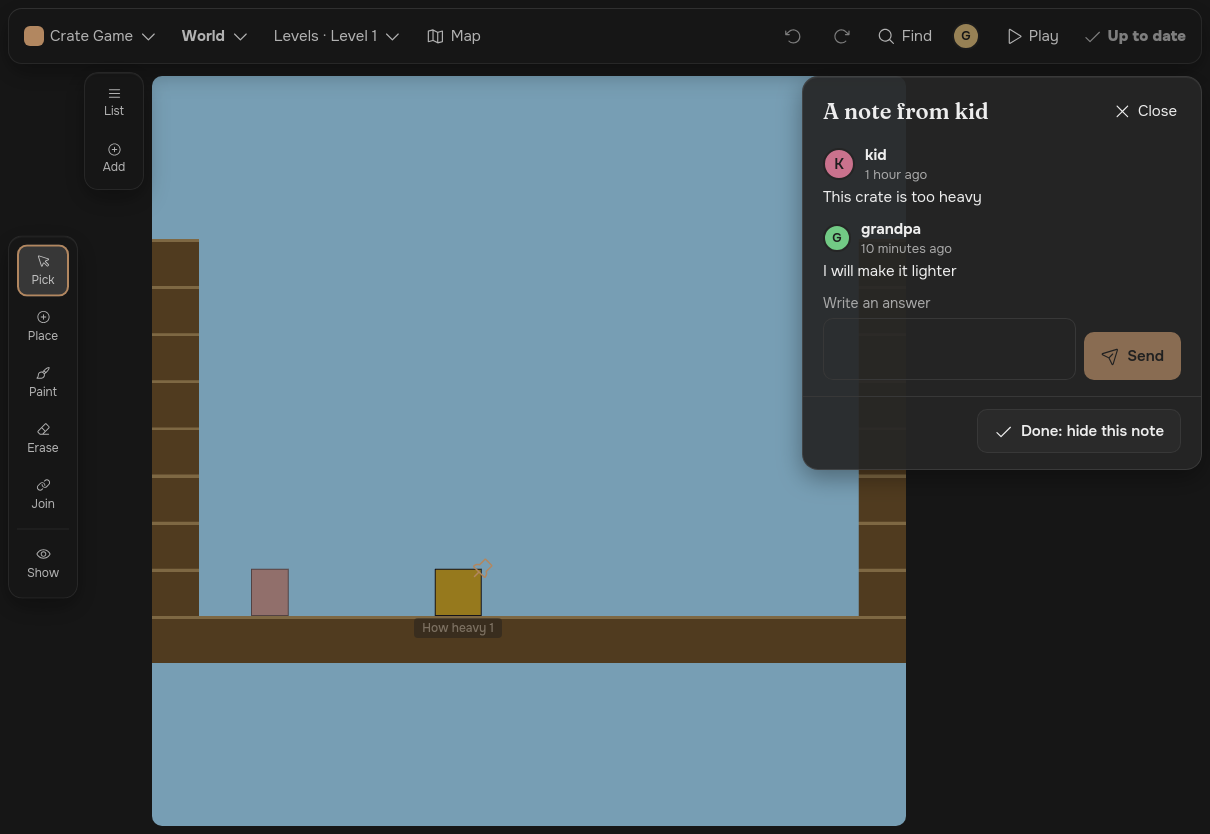 Crate Game
World
Levels · Level 1
Map
Find
G
Play
Up to date
List
Add
Pick
Place
Paint
Erase
Join
Show
How heavy 1
A note from kid
Close
K
kid
1 hour ago
This crate is too heavy
G
grandpa
10 minutes ago
I will make it lighter
Write an answer
Send
Done: hide this note